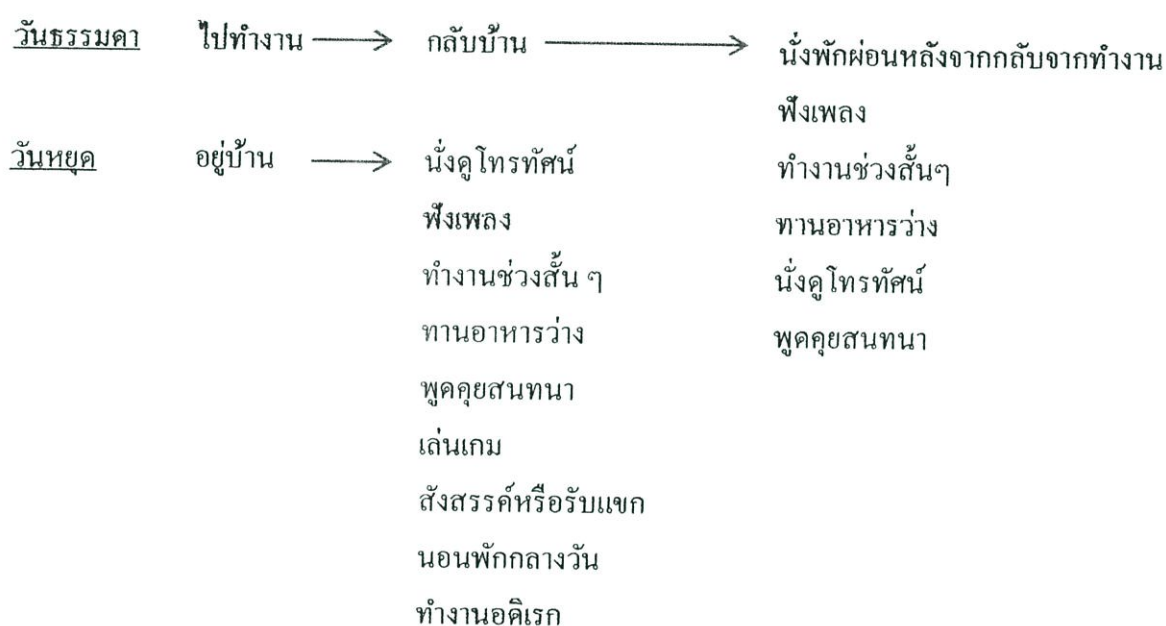 วันธรรมดา ไปทำงาน → กลับบ้าน → นั่งพักผ่อนหลังจากกลับจากทำงาน
ฟังเพลง
ทำงานช่วงสั้นๆ
ทานอาหารว่าง
นั่งดูโทรทัศน์
พูดคุยสนทนา
วันหยุด อยู่บ้าน → นั่งดูโทรทัศน์
ฟังเพลง
ทำงานช่วงสั้น ๆ
ทานอาหารว่าง
พูดคุยสนทนา
เล่นเกม
สังสรรค์หรือรับแขก
นอนพักกลางวัน
ทำงานอดิเรก